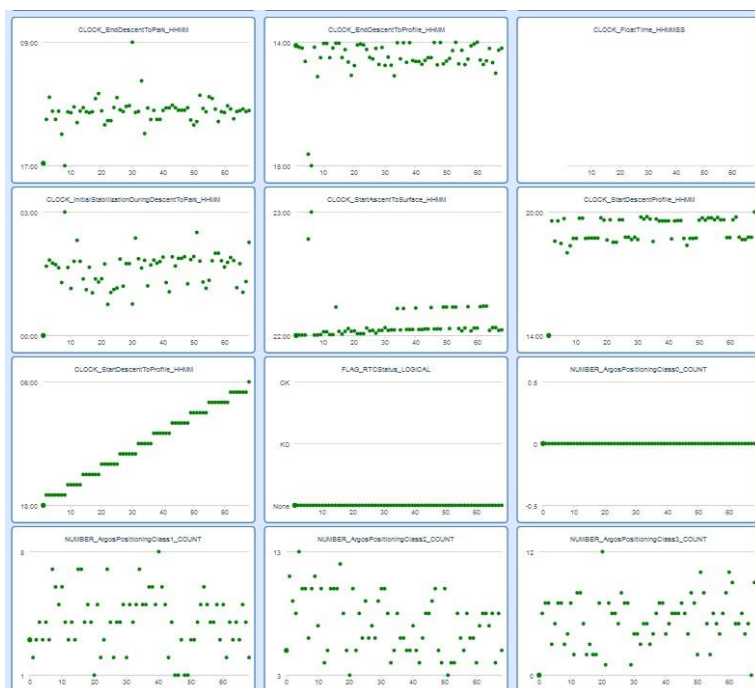 CLOCK_EndDescentToPark_HHMM
09:00
17:00
10 20 30 40 50 60
CLOCK_EndDescentToProfile_HHMM
14:00
15:00
10 20 30 40 50 60
CLOCK_FloatTime_HHMMSS
10 20 30 40 50 60
CLOCK_InitialStabilizationDuringDescentToPark_HHMM
03:00
00:00
10 20 30 40 50 60
CLOCK_StartAscentToSurface_HHMM
23:00
22:00
10 20 30 40 50 60
CLOCK_StartDescentProfile_HHMM
20:00
14:00
10 20 30 40 50 60
CLOCK_StartDescentToProfile_HHMM
06:00
18:00
10 20 30 40 50 60
FLAG_RTCStatus_LOGICAL
OK
KO
None
10 20 30 40 50 60
NUMBER_ArgosPositioningClass0_COUNT
0.5
0
-0.5
0 10 20 30 40 50 60
NUMBER_ArgosPositioningClass1_COUNT
8
1
0 10 20 30 40 50 60
NUMBER_ArgosPositioningClass2_COUNT
13
3
0 10 20 30 40 50 60
NUMBER_ArgosPositioningClass3_COUNT
12
0
0 10 20 30 40 50 60